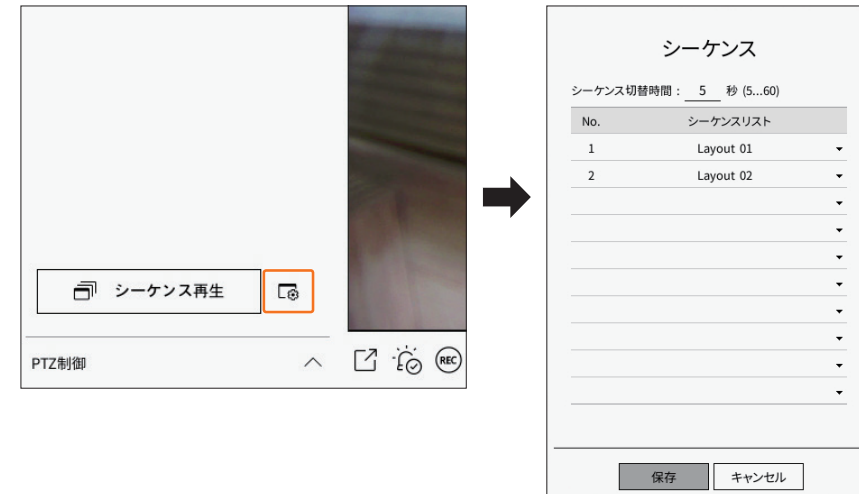 シーケンス再生
PTZ制御
REC
シーケンス
シーケンス切替時間 : 5 秒 (5...60)
No. シーケンスリスト
1 Layout 01
2 Layout 02
保存 キャンセル